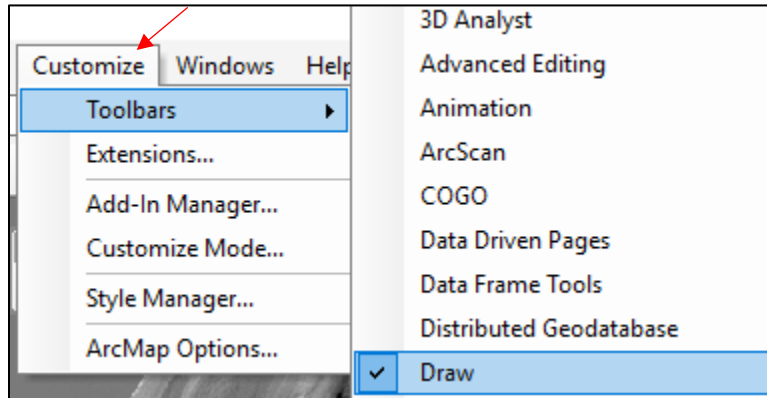 Customize Windows Help
Toolbars
Extensions...
Add-In Manager...
Customize Mode...
Style Manager...
ArcMap Options...
3D Analyst
Advanced Editing
Animation
ArcScan
COGO
Data Driven Pages
Data Frame Tools
Distributed Geodatabase
Draw